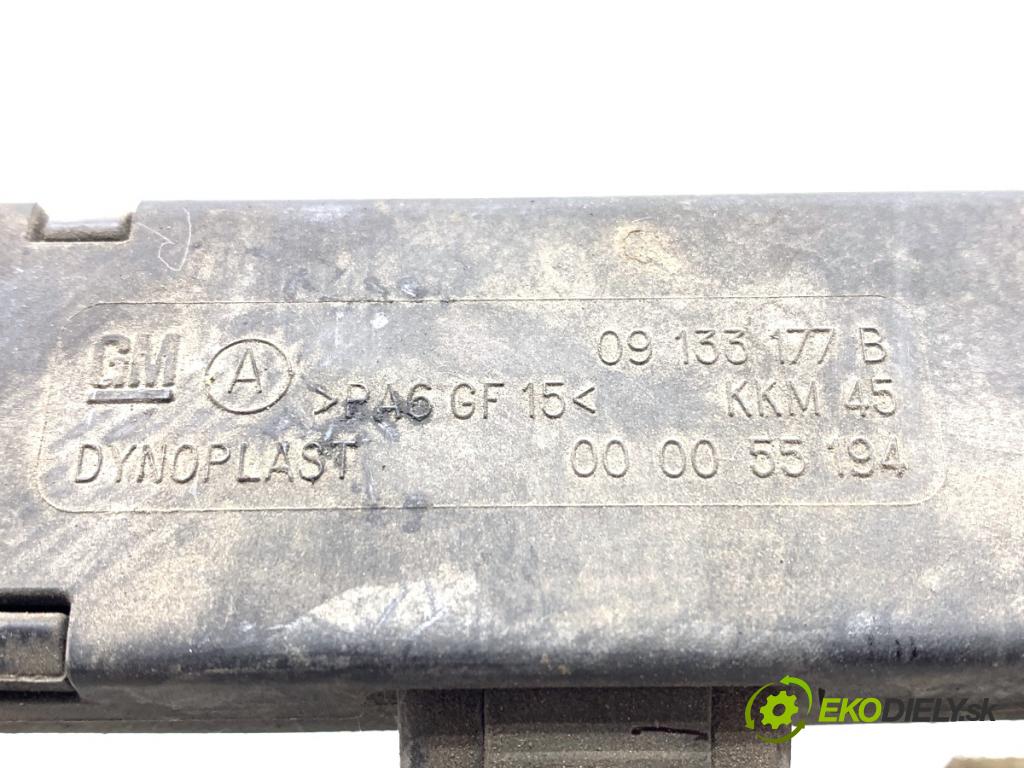 GM A 09 133 177 B
>PA6 GF 15< KKM 45
DYNOPLAST 00 00 55 194
EKODIELY.sk